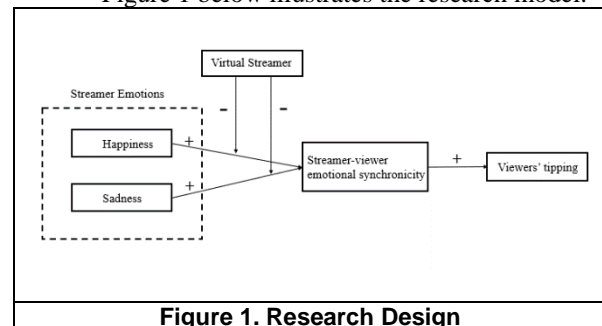 Figure 1 below illustrates the research model.
Virtual Streamer
Streamer Emotions
-
-
Happiness
+
Sadness
+
Streamer-viewer
emotional synchronicity
+
Viewers' tipping
Figure 1. Research Design